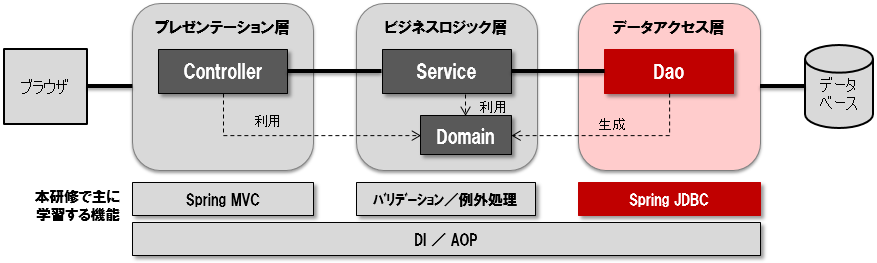 プレゼンテーション層
ビジネスロジック層
データアクセス層
ブラウザ
Controller
Service
Dao
データ
ベース
利用
利用
生成
Domain
本研修で主に
学習する機能
Spring MVC
バリデーション／例外処理
Spring JDBC
DI ／ AOP